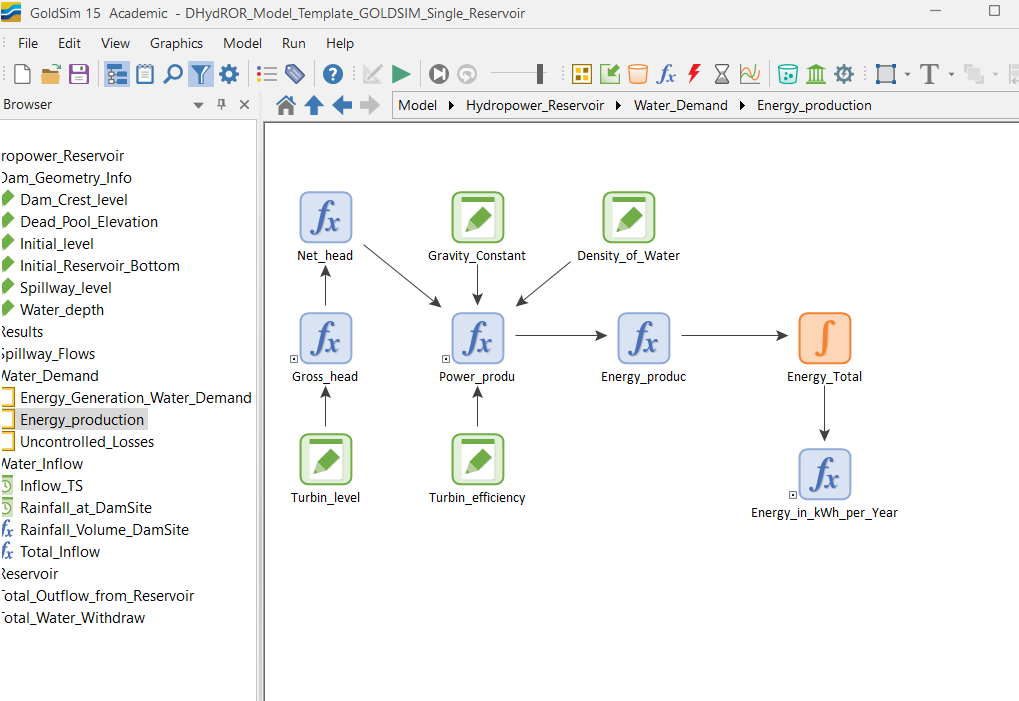 GoldSim 15 Academic - DHydROR_Model_Template_GOLDSIM_Single_Reservoir
File Edit View Graphics Model Run Help
Browser
Model Hydropower_Reservoir Water_Demand Energy_production
ropower_Reservoir
Dam_Geometry_Info
Dam_Crest_level
Dead_Pool_Elevation
Initial_level
Initial_Reservoir_Bottom
Spillway_level
Water_depth
Results
Spillway_Flows
Water_Demand
Energy_Generation_Water_Demand
Energy_production
Uncontrolled_Losses
Water_Inflow
Inflow_TS
Rainfall_at_DamSite
Rainfall_Volume_DamSite
Total_Inflow
Reservoir
Total_Outflow_from_Reservoir
Total_Water_Withdraw
Net_head Gravity_Constant Density_of_Water
Gross_head Power_produ Energy_produc Energy_Total
Turbin_level Turbin_efficiency
Energy_in_kWh_per_Year